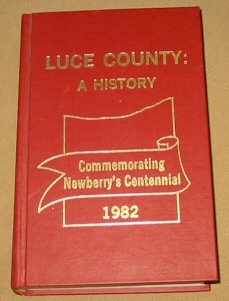 LUCE COUNTY:
A HISTORY
Commemorating
Newberry's Centennial
1982